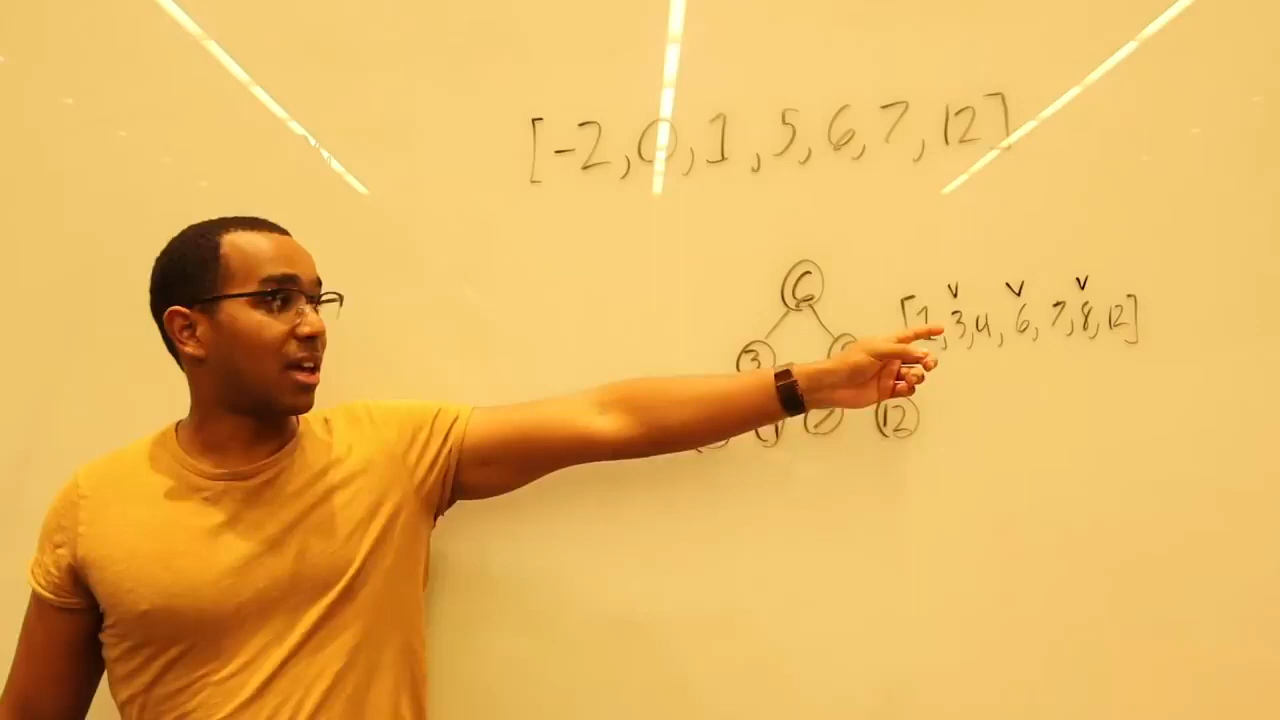 [-2, 0, 1, 5, 6, 7, 12]
6
v v v
[1, 3, 4, 6, 7, 8, 12]
3
12